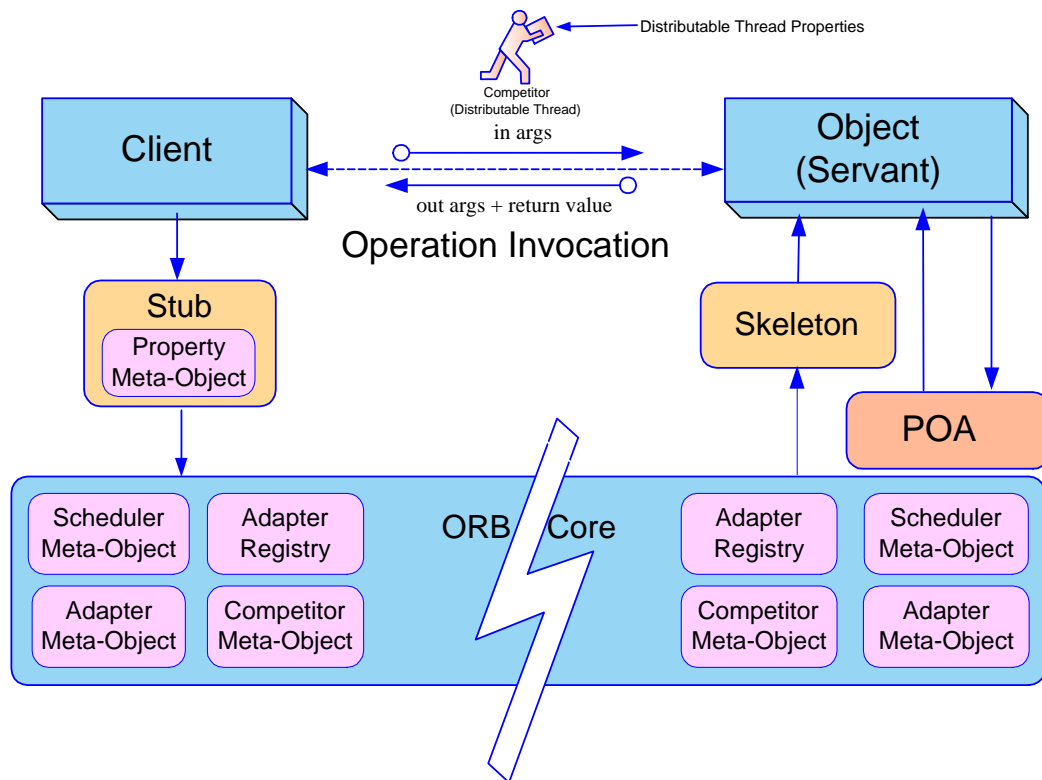 Distributable Thread Properties
Competitor
(Distributable Thread)
in args
Client
Object
(Servant)
out args + return value
Operation Invocation
Stub
Property
Meta-Object
Skeleton
POA
Scheduler
Meta-Object
Adapter
Registry
ORB Core
Adapter
Registry
Scheduler
Meta-Object
Adapter
Meta-Object
Competitor
Meta-Object
Competitor
Meta-Object
Adapter
Meta-Object